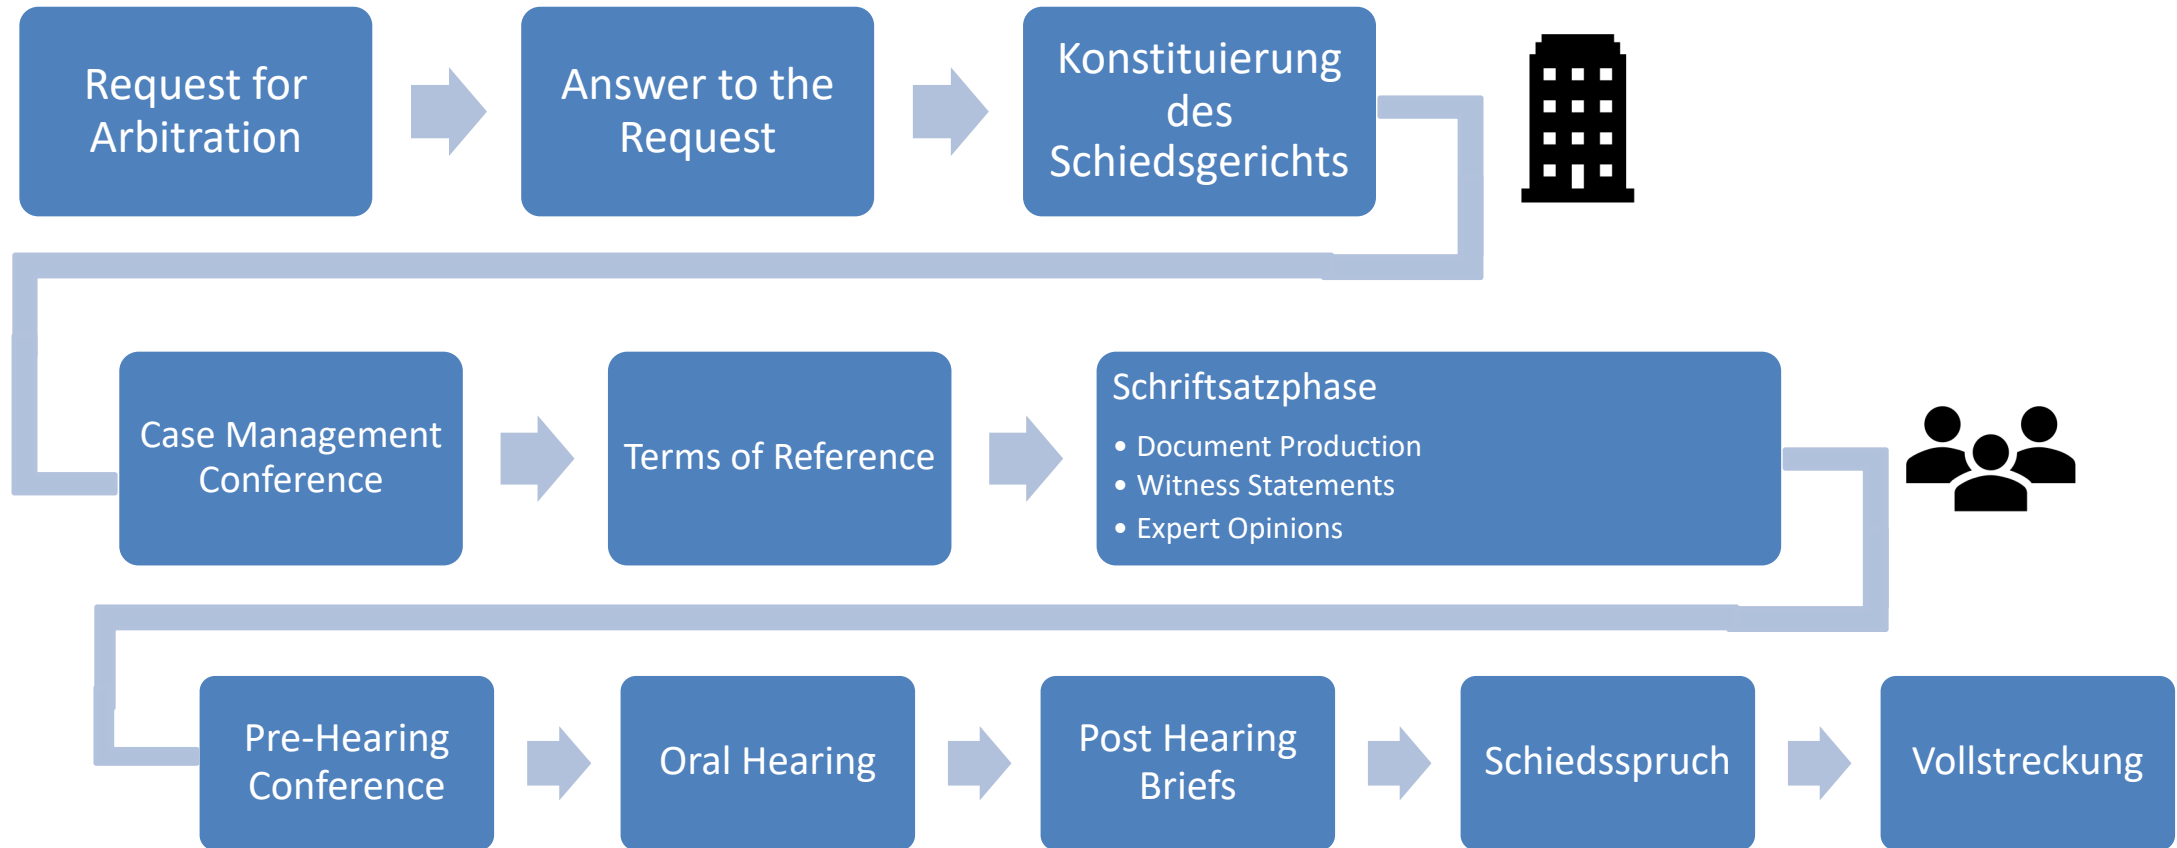 Request for
Arbitration
Answer to the
Request
Konstituierung
des
Schiedsgerichts
Case Management
Conference
Terms of Reference
Schriftsatzphase
• Document Production
• Witness Statements
• Expert Opinions
Pre-Hearing
Conference
Oral Hearing
Post Hearing
Briefs
Schiedsspruch
Vollstreckung